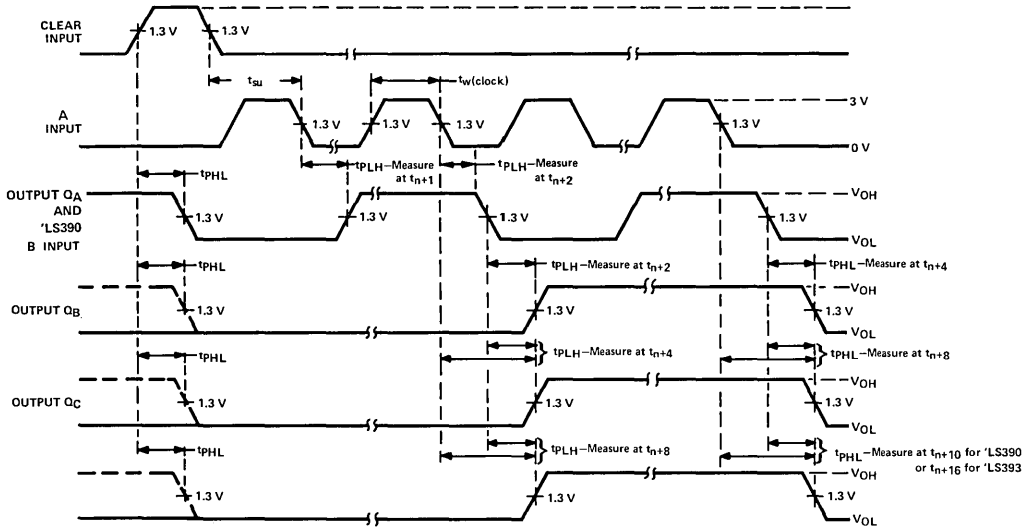 CLEAR
INPUT
1.3 V
1.3 V
tsu
tw(clock)
A
INPUT
1.3 V
1.3 V
1.3 V
1.3 V
3 V
0 V
tPHL
tPLH–Measure
at tn+1
tPLH–Measure
at tn+2
OUTPUT QA
AND
'LS390
B INPUT
1.3 V
1.3 V
1.3 V
1.3 V
VOH
VOL
tPHL
tPLH–Measure at tn+2
tPHL–Measure at tn+4
OUTPUT QB
1.3 V
1.3 V
1.3 V
VOH
VOL
tPHL
tPLH–Measure at tn+4
tPHL–Measure at tn+8
OUTPUT QC
1.3 V
1.3 V
1.3 V
VOH
VOL
tPHL
tPLH–Measure at tn+8
tPHL–Measure at tn+10 for 'LS390
or tn+16 for 'LS393
1.3 V
1.3 V
1.3 V
VOH
VOL